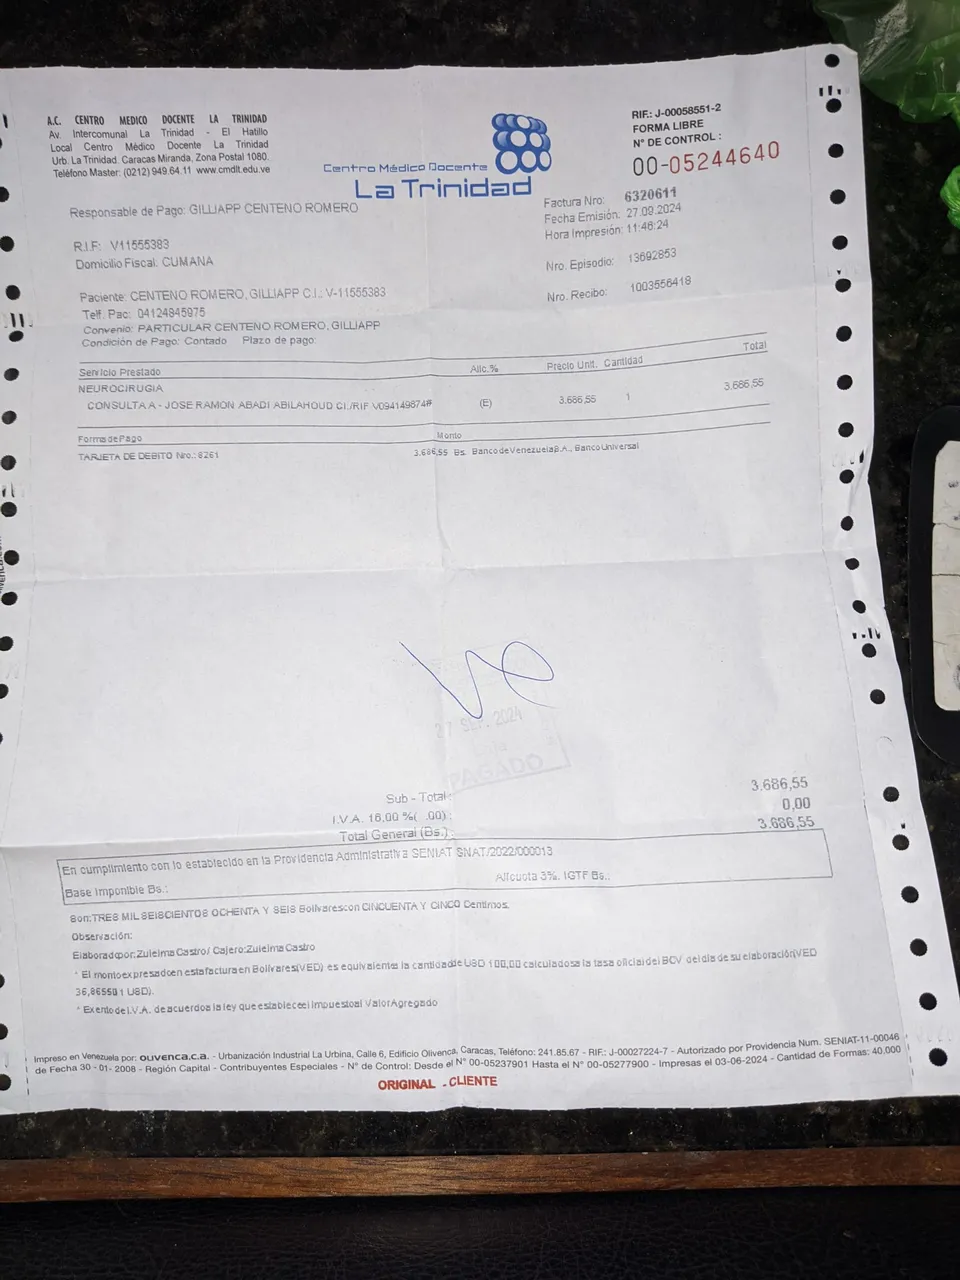 A.C. CENTRO MEDICO DOCENTE LA TRINIDAD
Av. Intercomunal La Trinidad - El Hatillo
Local Centro Médico Docente La Trinidad
Urb. La Trinidad. Caracas Miranda, Zona Postal 1080.
Teléfono Master: (0212) 949.64.11 www.cmdlt.edu.ve
Centro Médico Docente
La Trinidad
RIF.: J-00058551-2
FORMA LIBRE
N° DE CONTROL :
00-05244640
Responsable de Pago: GILLIAPP CENTENO ROMERO
Factura Nro: 6320611
Fecha Emisión: 27.09.2024
Hora Impresión: 11:46:24
R.I.F: V11555383
Domicilio Fiscal: CUMANA
Nro. Episodio: 13692853
Nro. Recibo: 1003556418
Paciente: CENTENO ROMERO, GILLIAPP C.I.: V-11555383
Telf. Pac: 04124845975
Convenio: PARTICULAR CENTENO ROMERO, GILLIAPP
Condición de Pago: Contado Plazo de pago:
Servicio Prestado Alic.% Precio Unit. Cantidad Total
NEUROCIRUGIA
CONSULTA A - JOSE RAMON ABADI ABILAHOUD CI./RIF V094149874# (E) 3.686,55 1 3.686,55
Forma de Pago Monto
TARJETA DE DEBITO Nro.: 8261 3.686,55 Bs. Banco de Venezuela S.A., Banco Universal
27 SEP. 2024
PAGADO
Sub - Total: 3.686,55
I.V.A. 16,00 %( .00) : 0,00
Total General (Bs.) : 3.686,55
En cumplimiento con lo establecido en la Providencia Administrativa SENIAT SNAT/2022/000013
Base Imponible Bs.: Alicuota 3%. IGTF Bs.:
Son:TRES MIL SEISCIENTOS OCHENTA Y SEIS Bolívares con CINCUENTA Y CINCO Centimos.
Observación:
Elaborado por: Zuleima Castro/ Cajero: Zuleima Castro
* El monto expresado en esta factura en Bolívares(VED) es equivalente a la cantidad de USD 100,00 calculados a la tasa oficial del BCV del día de su elaboración(VED
36,86550 1 USD).
* Exento de I.V.A. de acuerdo a la ley que establece el Impuesto al Valor Agregado
Impreso en Venezuela por: olivenca.c.a. - Urbanización Industrial La Urbina, Calle 6, Edificio Olivenca, Caracas, Teléfono: 241.85.67 - RIF.: J-00027224-7 - Autorizado por Providencia Num. SENIAT-11-00046
de Fecha 30 - 01- 2008 - Región Capital - Contribuyentes Especiales - N° de Control: Desde el N° 00-05237901 Hasta el N° 00-05277900 - Impresas el 03-06-2024 - Cantidad de Formas: 40,000
ORIGINAL - CLIENTE